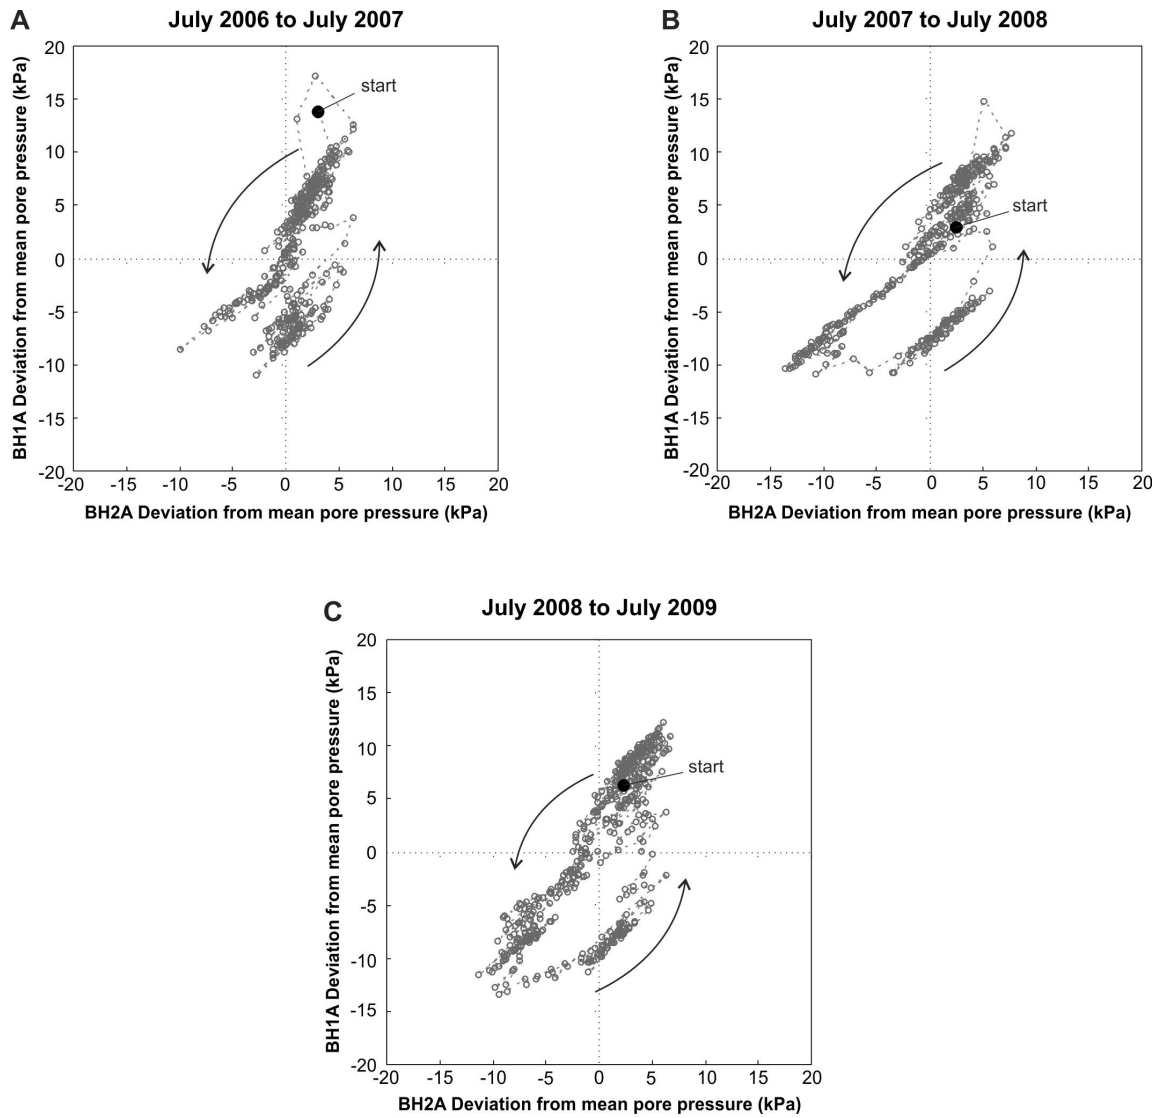 A
July 2006 to July 2007
20
15
10
5
0
-5
-10
-15
-20
BH1A Deviation from mean pore pressure (kPa)
start
-20 -15 -10 -5 0 5 10 15 20
BH2A Deviation from mean pore pressure (kPa)
B
July 2007 to July 2008
20
15
10
5
0
-5
-10
-15
-20
BH1A Deviation from mean pore pressure (kPa)
start
-20 -15 -10 -5 0 5 10 15 20
BH2A Deviation from mean pore pressure (kPa)
C
July 2008 to July 2009
20
15
10
5
0
-5
-10
-15
-20
BH1A Deviation from mean pore pressure (kPa)
start
-20 -15 -10 -5 0 5 10 15 20
BH2A Deviation from mean pore pressure (kPa)